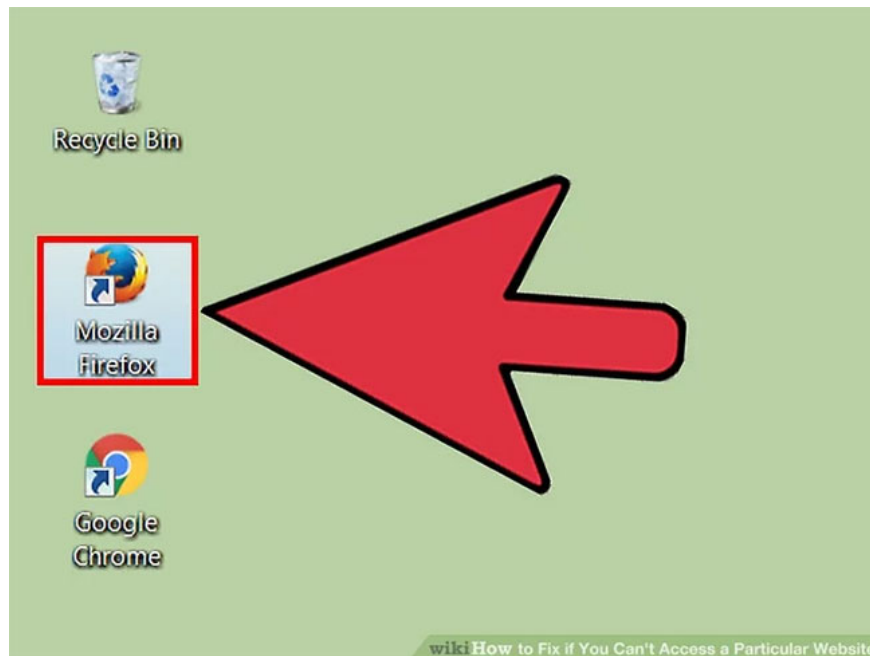 Recycle Bin
Mozilla
Firefox
Google
Chrome
wikiHow to Fix if You Can't Access a Particular Website